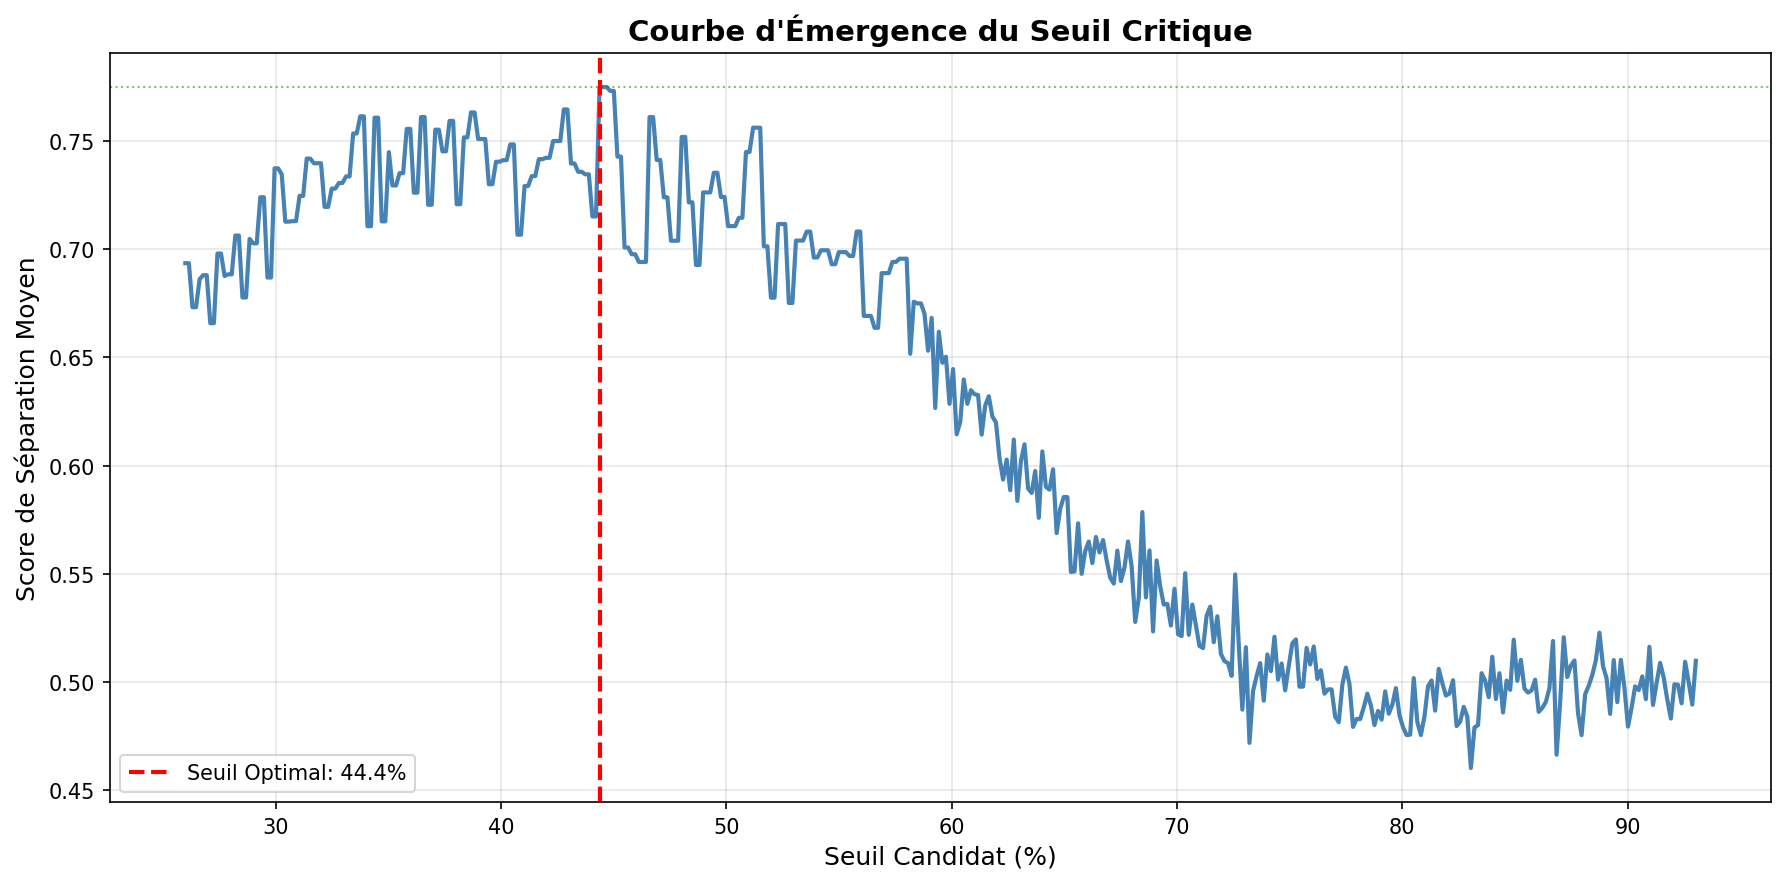 Courbe d'Émergence du Seuil Critique
Score de Séparation Moyen
0.75
0.70
0.65
0.60
0.55
0.50
0.45
Seuil Optimal: 44.4%
30 40 50 60 70 80 90
Seuil Candidat (%)